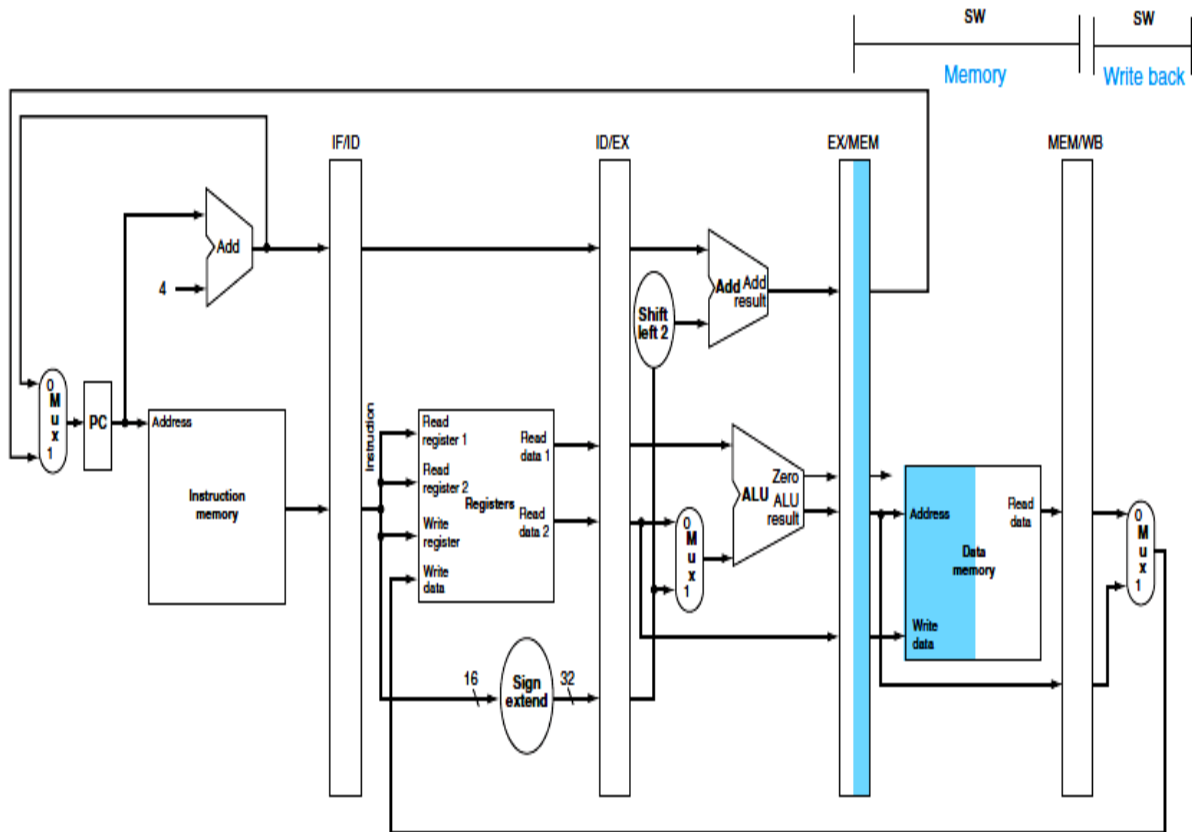 SW
SW
Memory
Write back
IF/ID
ID/EX
EX/MEM
MEM/WB
Add
4
Shift
left 2
Add
Add
result
0
M
u
x
1
PC
Address
Instruction
memory
Instruction
Read
register 1
Read
register 2
Write
register
Write
data
Registers
Read
data 1
Read
data 2
0
M
u
x
1
ALU
Zero
ALU
result
Address
Write
data
Data
memory
Read
data
0
M
u
x
1
16
Sign
extend
32